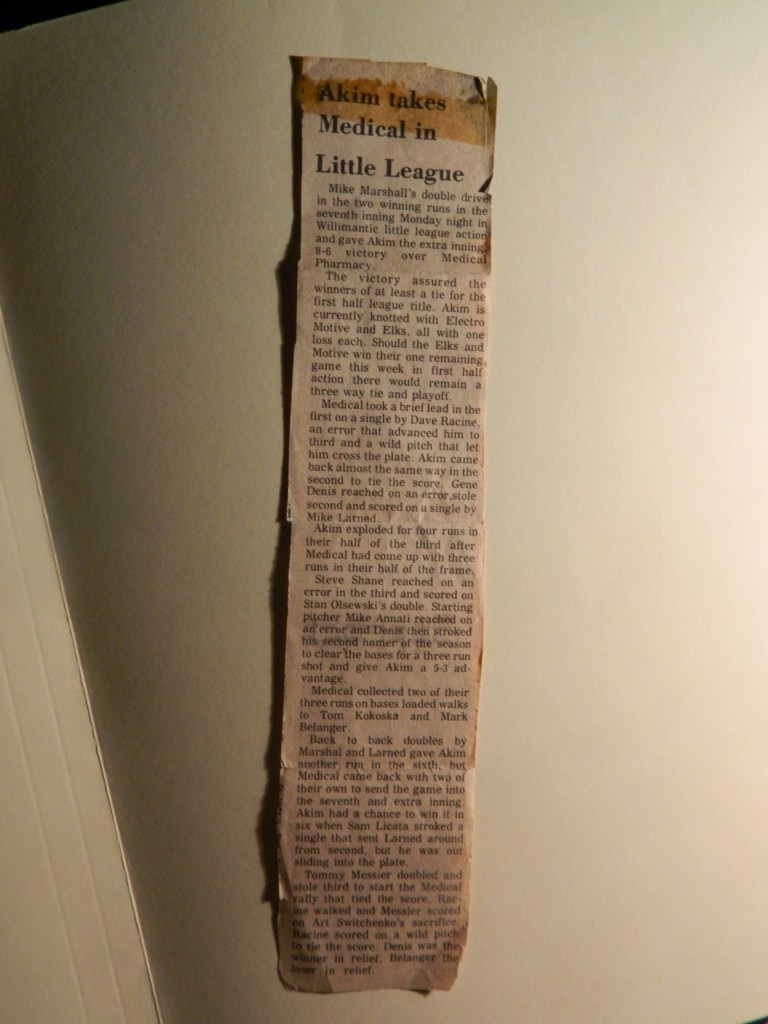 Akim takes
Medical in
Little League
Mike Marshall's double drive
in the two winning runs in the
seventh inning Monday night in
Willimantic little league action
and gave Akim the extra inning
8-6 victory over Medical
Pharmacy.
The victory assured the
winners of at least a tie for the
first half league title. Akim is
currently knotted with Electro
Motive and Elks, all with one
loss each. Should the Elks and
Motive win their one remaining
game this week in first half
action there would remain a
three way tie and playoff.
Medical took a brief lead in the
first on a single by Dave Racine,
an error that advanced him to
third and a wild pitch that let
him cross the plate. Akim came
back almost the same way in the
second to tie the score. Gene
Denis reached on an error,stole
second and scored on a single by
Mike Larned.
Akim exploded for four runs in
their half of the third after
Medical had come up with three
runs in their half of the frame.
Steve Shane reached on an
error in the third and scored on
Stan Olsewski's double. Starting
pitcher Mike Annati reached on
an error and Denis then stroked
his second homer of the season
to clear the bases for a three run
shot and give Akim a 5-3 ad-
vantage.
Medical collected two of their
three runs on bases loaded walks
to Tom Kokoska and Mark
Belanger.
Back to back doubles by
Marshal and Larned gave Akim
another run in the sixth, but
Medical came back with two of
their own to send the game into
the seventh and extra inning.
Akim had a chance to win it in
six when Sam Licata stroked a
single that sent Larned around
from second, but he was out
sliding into the plate.
Tommy Messier doubled and
stole third to start the Medical
rally that tied the score. Rac-
ine walked and Messier scored
on Art Switchenko's sacrifice.
Racine scored on a wild pitch
to tie the score. Denis was the
winner in relief. Belanger the
loser in relief.